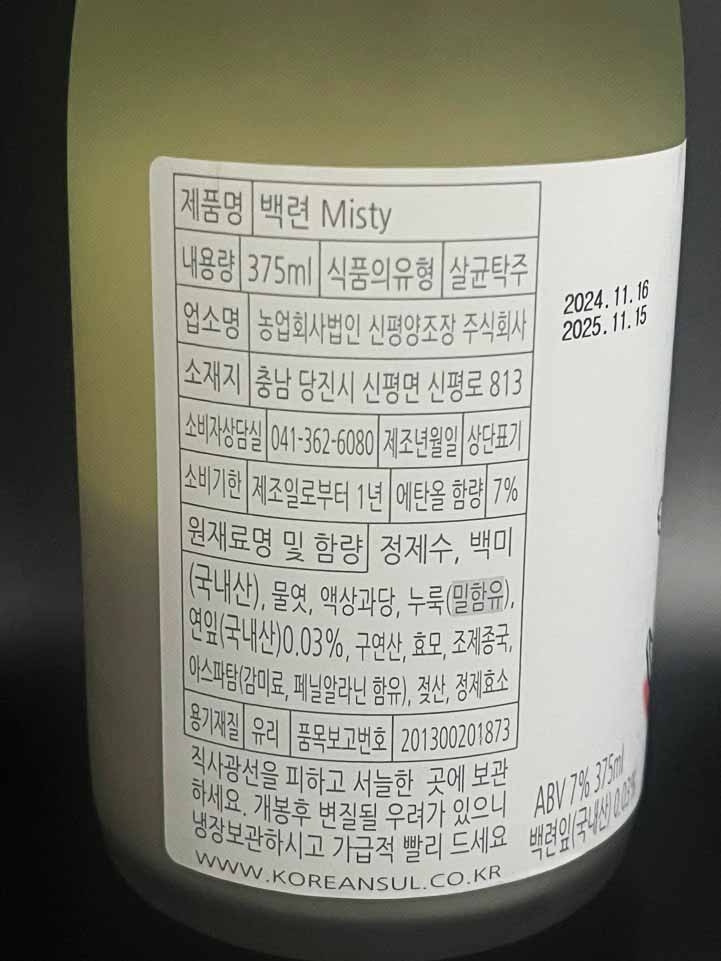 제품명 백련 Misty
내용량 375ml 식품의유형 살균탁주
업소명 농업회사법인 신평양조장 주식회사
소재지 충남 당진시 신평면 신평로 813
소비자상담실 041-362-6080 제조년월일 상단표기
소비기한 제조일로부터 1년 에탄올 함량 7%
원재료명 및 함량 정제수, 백미
(국내산), 물엿, 액상과당, 누룩(밀함유),
연잎(국내산)0.03%, 구연산, 효모, 조제종국,
아스파탐(감미료, 페닐알라닌 함유), 젖산, 정제효소
용기재질 유리 품목보고번호 201300201873
직사광선을 피하고 서늘한 곳에 보관
하세요. 개봉후 변질될 우려가 있으니
냉장보관하시고 가급적 빨리 드세요
WWW.KOREANSUL.CO.KR
2024.11.16
2025.11.15
ABV 7% 375ml
백련잎(국내산) 0.03%